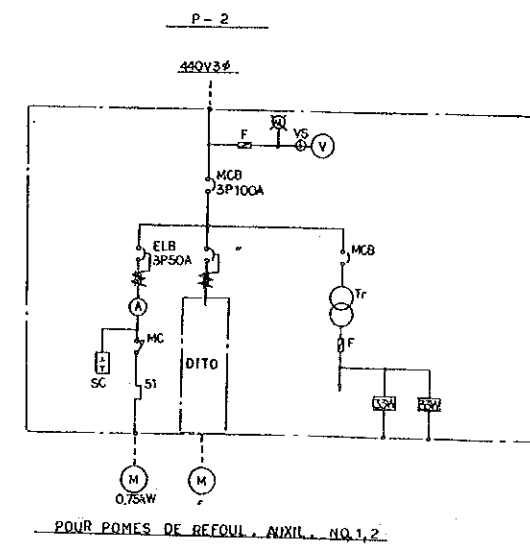 P-2
440V3φ
F
W
VS
V
MCB
3P100A
ELB
3P50A
"
MCB
A
Tr
MC
F
DITO
SC
51
M
M
0.75kW
"
POUR POMES DE REFOUL. AUXIL. NO.1,2